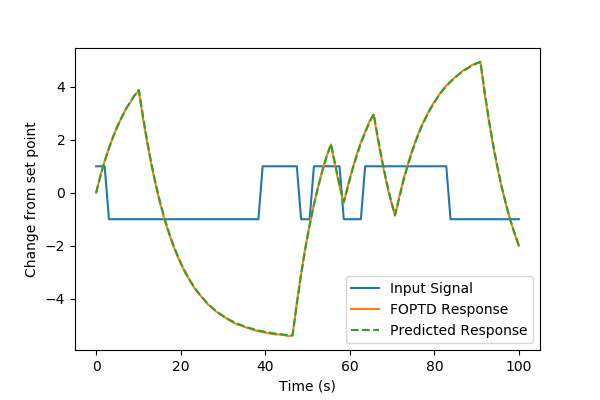 4
2
0
−2
−4
Change from set point
0
20
40
60
80
100
Time (s)
Input Signal
FOPTD Response
Predicted Response